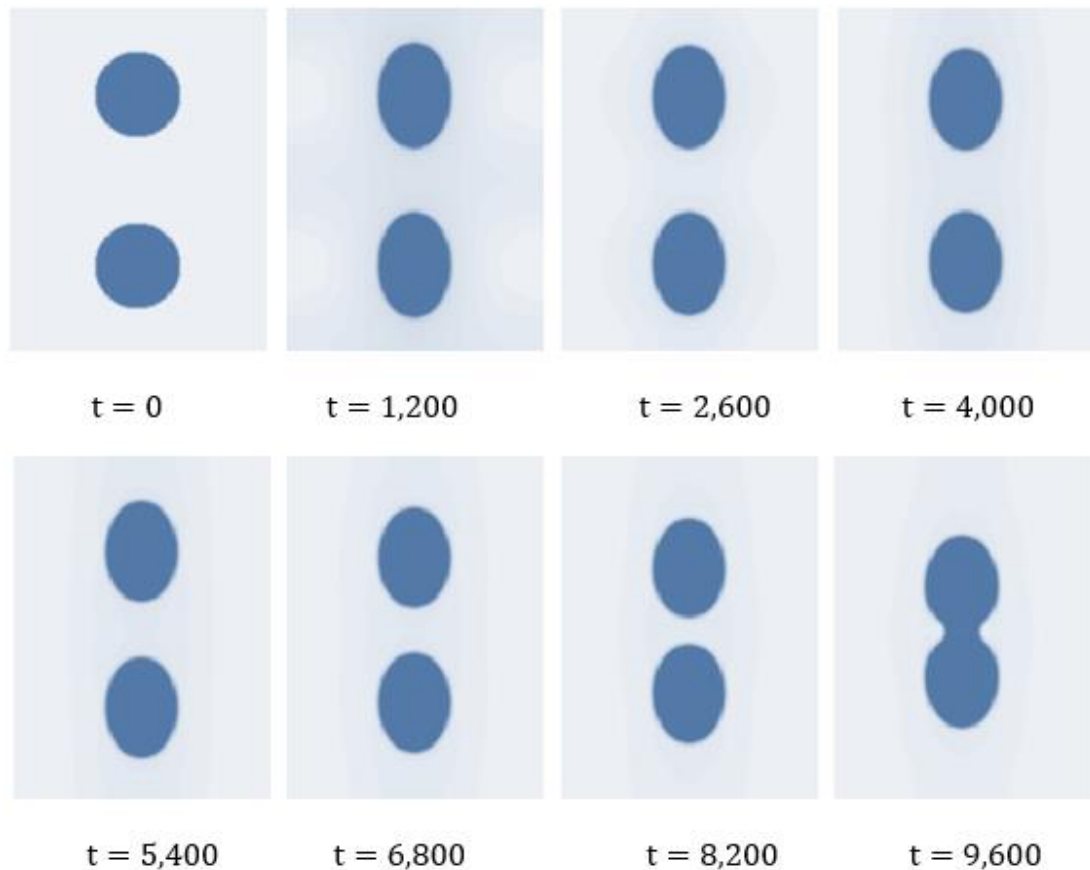 t = 0
t = 1,200
t = 2,600
t = 4,000
t = 5,400
t = 6,800
t = 8,200
t = 9,600